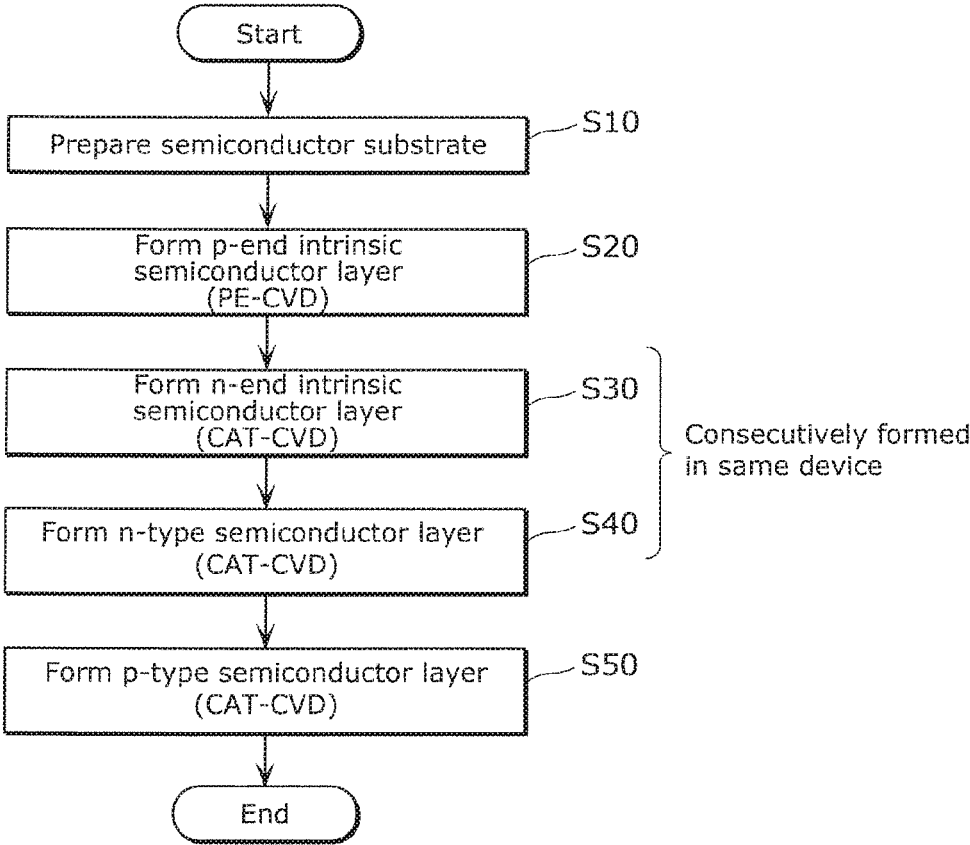 Start
Prepare semiconductor substrate
S10
Form p-end intrinsic
semiconductor layer
(PE-CVD)
S20
Form n-end intrinsic
semiconductor layer
(CAT-CVD)
S30
Consecutively formed
in same device
Form n-type semiconductor layer
(CAT-CVD)
S40
Form p-type semiconductor layer
(CAT-CVD)
S50
End